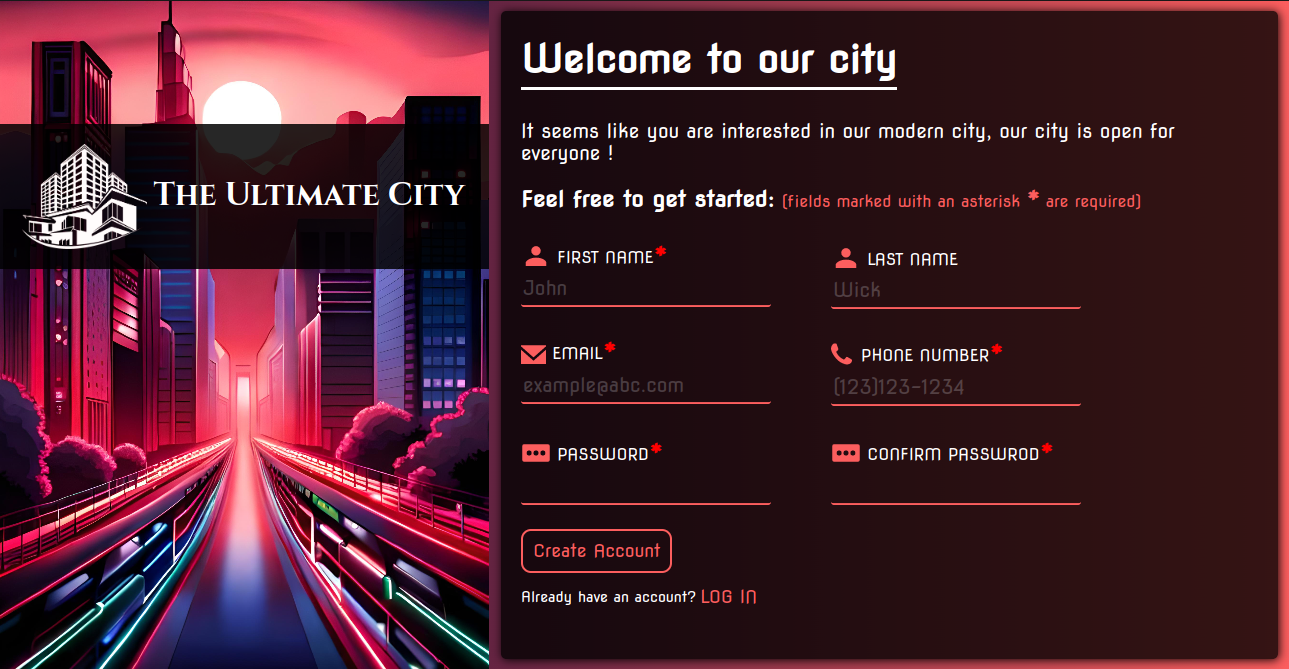 The Ultimate City
Welcome to our city
It seems like you are interested in our modern city, our city is open for
everyone !
Feel free to get started: (fields marked with an asterisk * are required)
FIRST NAME* LAST NAME
John Wick
EMAIL* PHONE NUMBER*
example@abc.com (123)123-1234
PASSWORD* CONFIRM PASSWROD*
Create Account
Already have an account? LOG IN